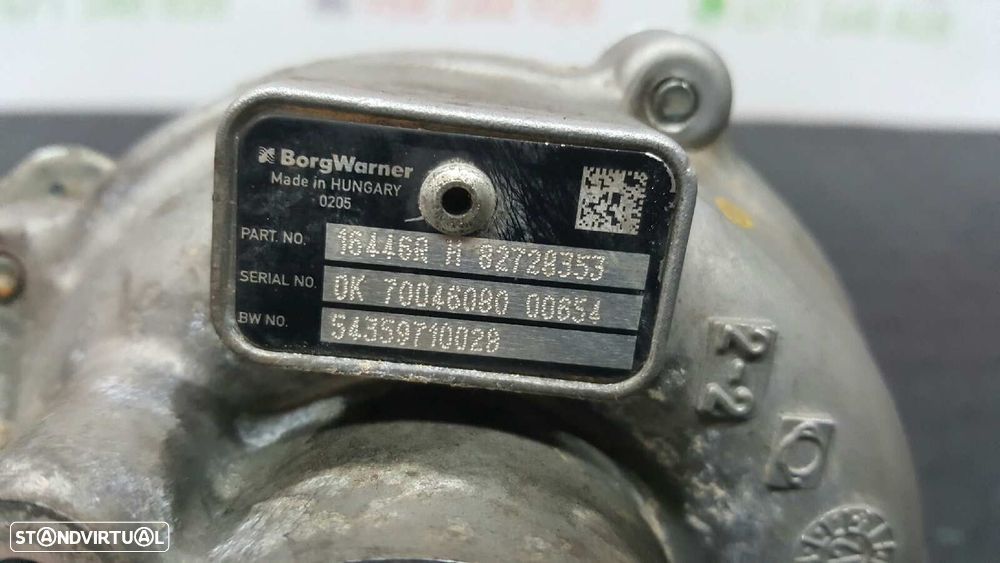 BorgWarner
Made in HUNGARY
0205
PART. NO. 16446R H 82728353
SERIAL NO. 0K 70046080 00654
BW NO. 54359710028
2-2
STANDVIRTUAL